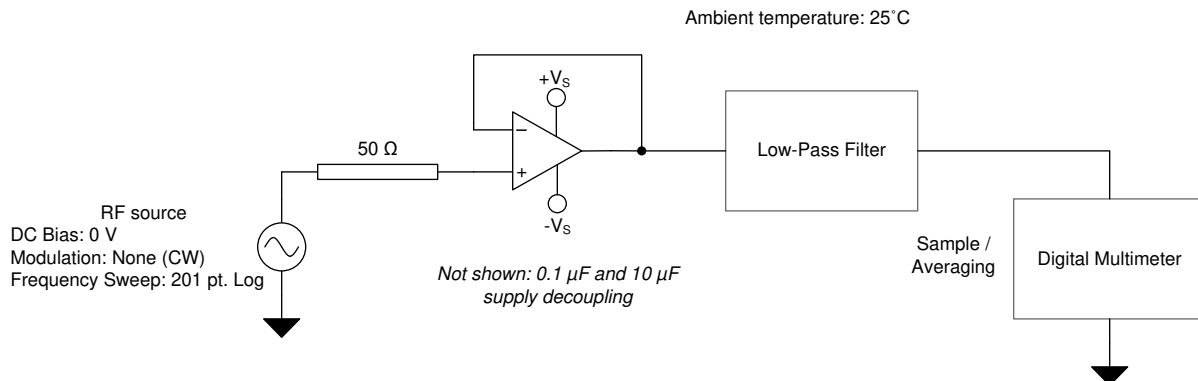 Ambient temperature: 25˚C
+VS
−
50 Ω
+
-VS
Low-Pass Filter
RF source
DC Bias: 0 V
Modulation: None (CW)
Frequency Sweep: 201 pt. Log
Not shown: 0.1 µF and 10 µF
supply decoupling
Sample /
Averaging
Digital Multimeter